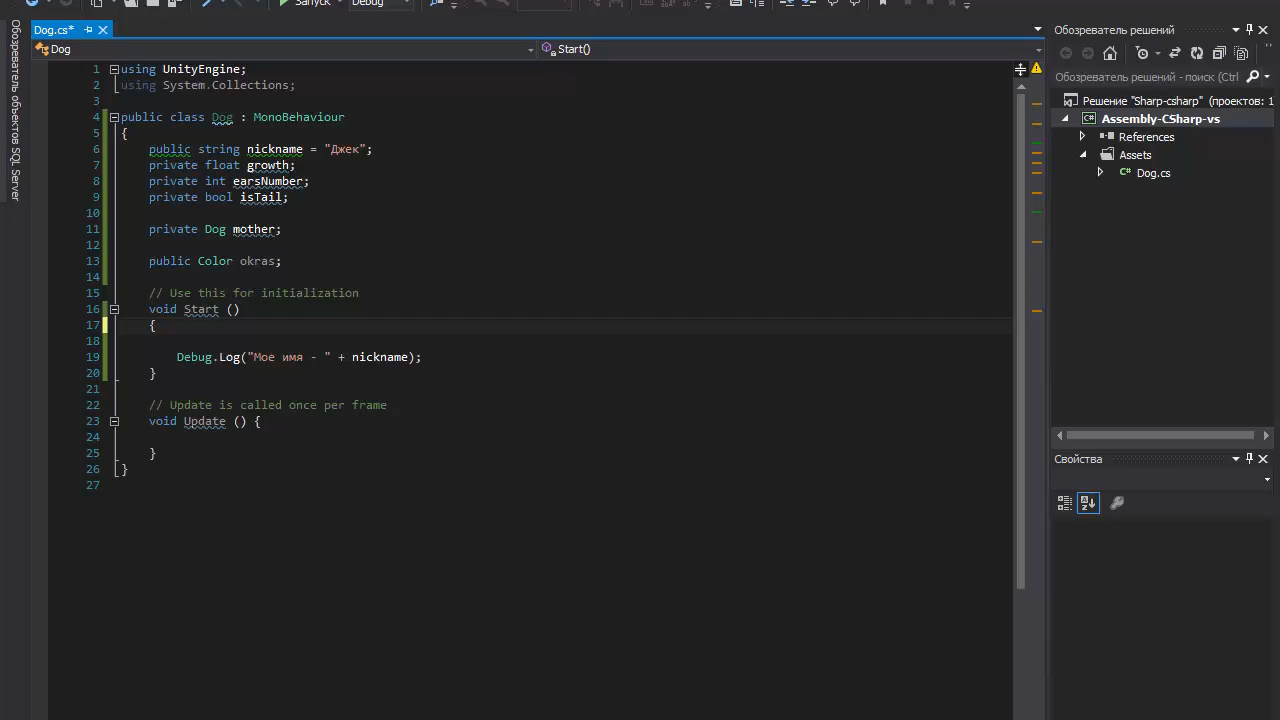 Запуск
Debug
Dog.cs*
Dog
Start()
Обозреватель объектов SQL Server
1 using UnityEngine;
2 using System.Collections;
3
4 public class Dog : MonoBehaviour
5 {
6 public string nickname = "Джек";
7 private float growth;
8 private int earsNumber;
9 private bool isTail;
10
11 private Dog mother;
12
13 public Color okras;
14
15 // Use this for initialization
16 void Start ()
17 {
18
19 Debug.Log("Мое имя - " + nickname);
20 }
21
22 // Update is called once per frame
23 void Update () {
24
25 }
26 }
27
Обозреватель решений
Обозреватель решений - поиск (Ctrl
Решение "Sharp-csharp" (проектов: 1
Assembly-CSharp-vs
References
Assets
Dog.cs
Свойства